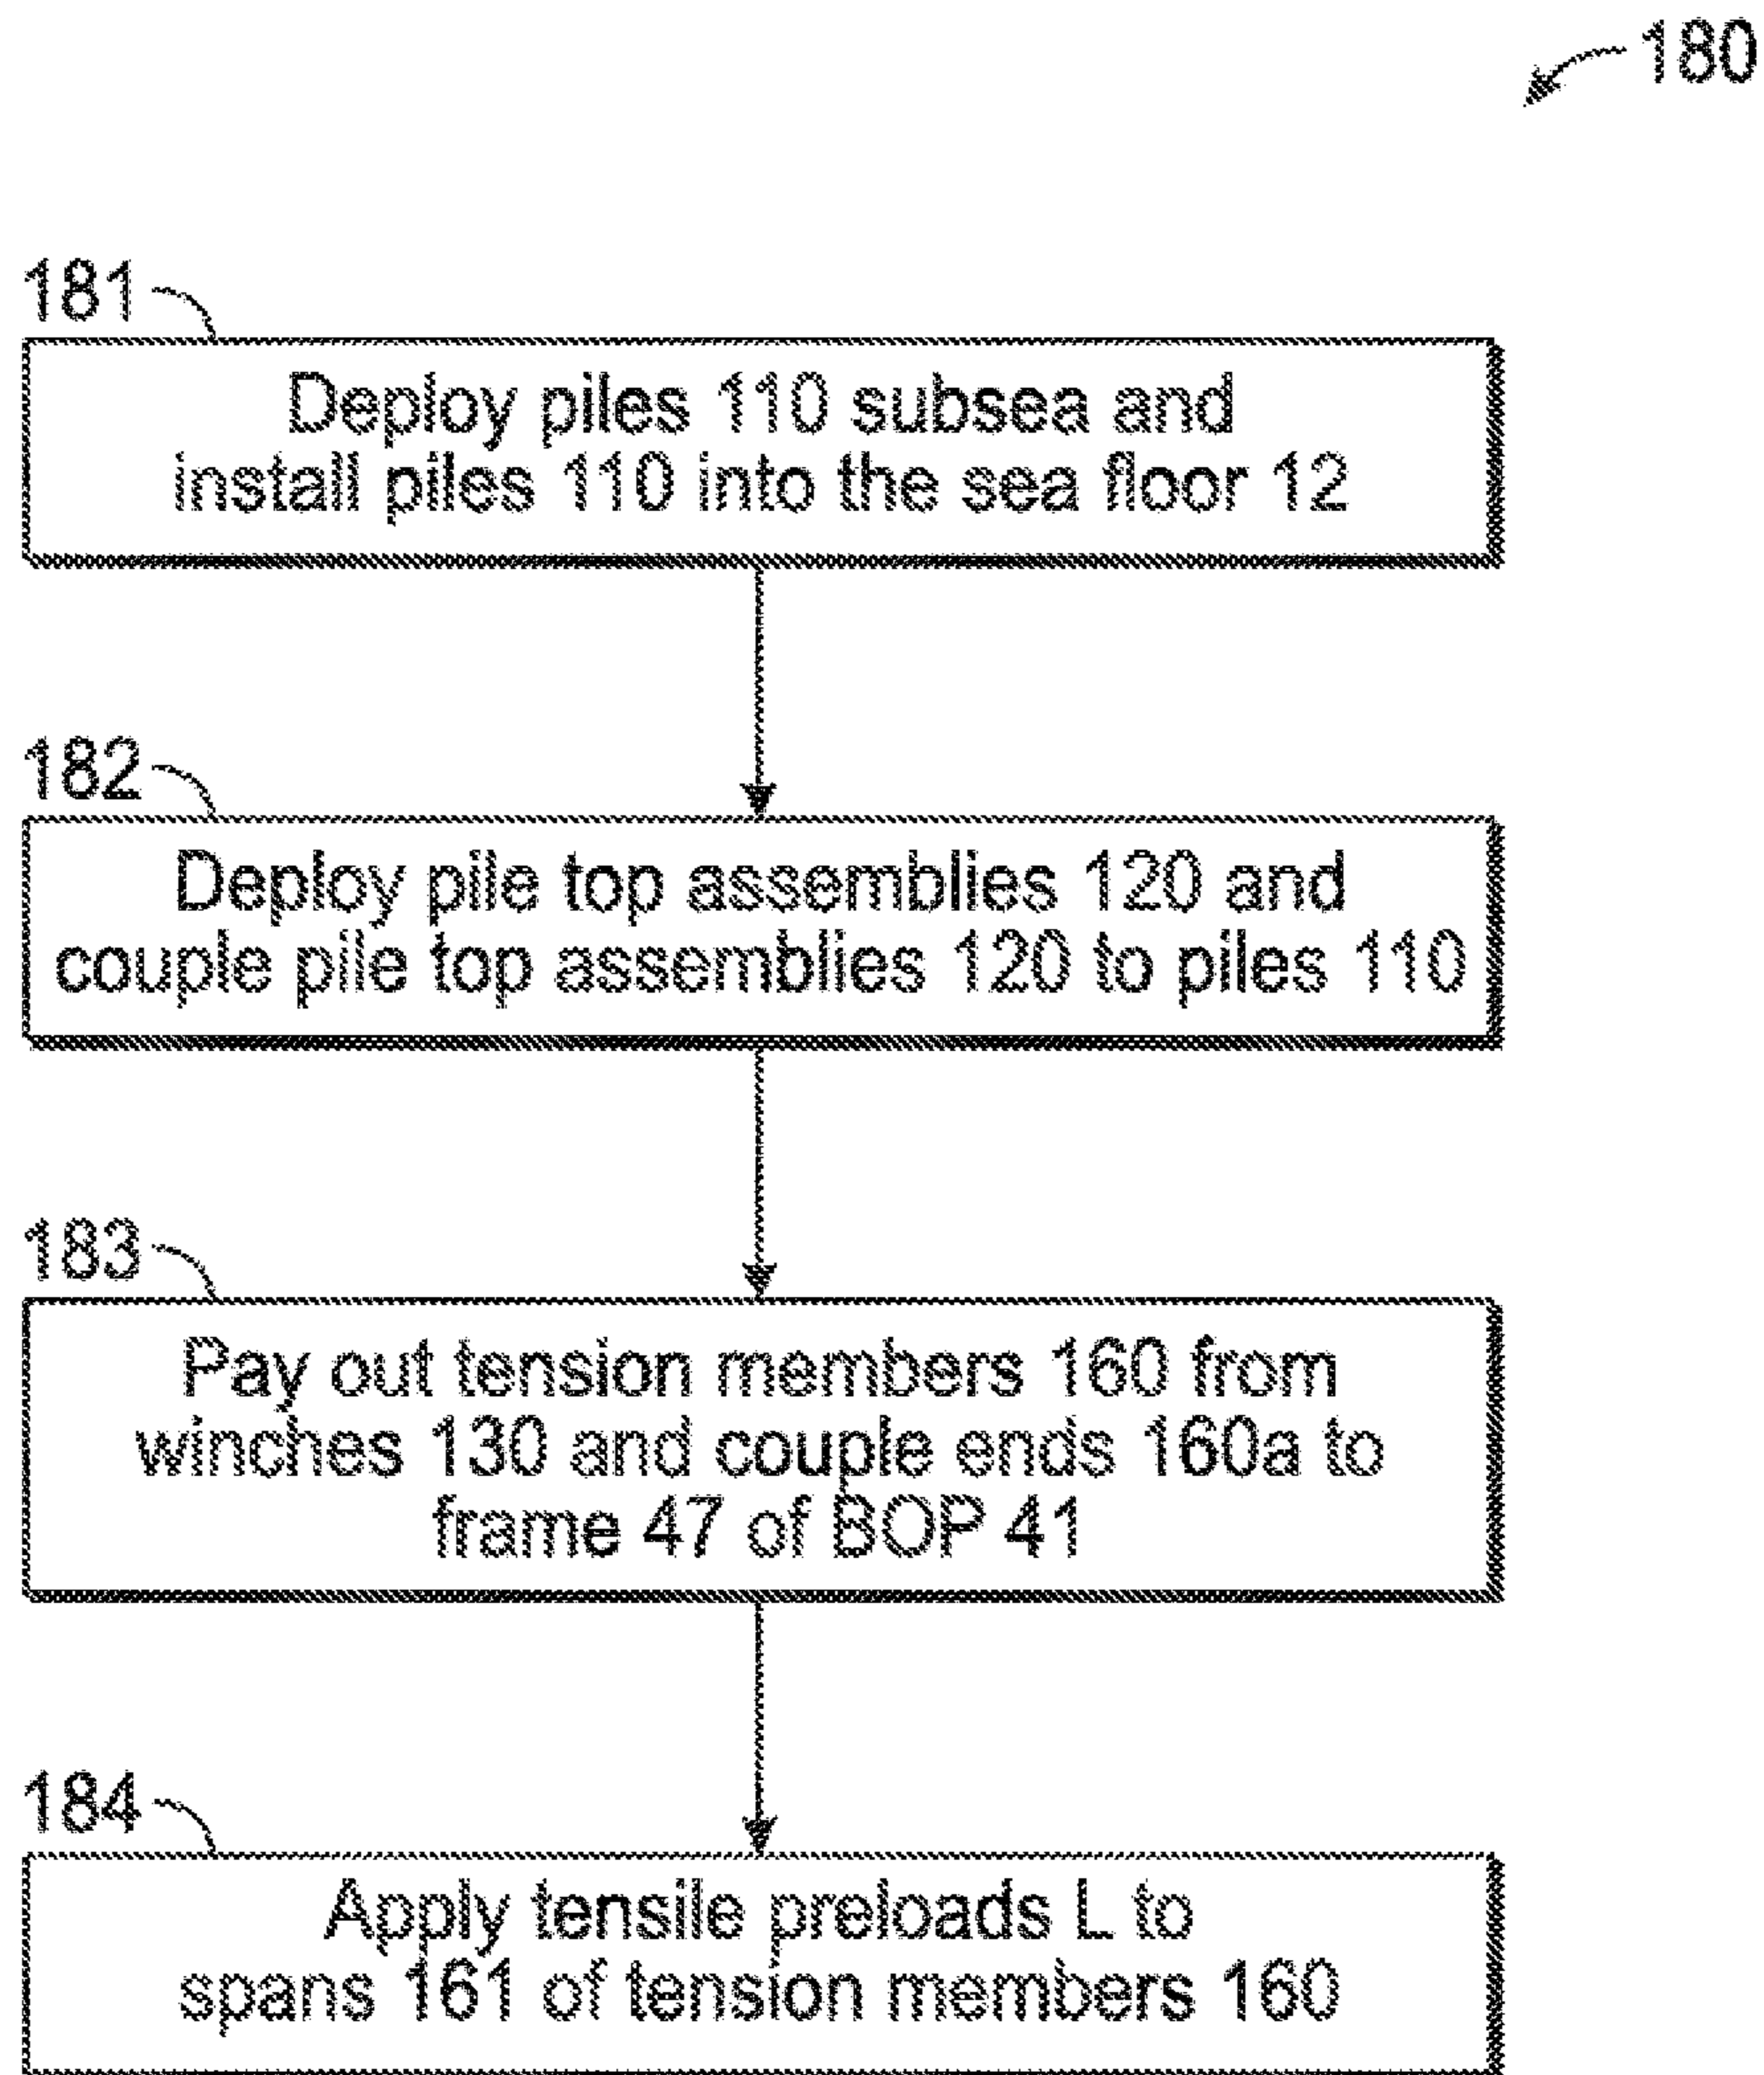 180
181
Deploy piles 110 subsea and
install piles 110 into the sea floor 12
182
Deploy pile top assemblies 120 and
couple pile top assemblies 120 to piles 110
183
Pay out tension members 160 from
winches 130 and couple ends 160a to
frame 47 of BOP 41
184
Apply tensile preloads L to
spans 161 of tension members 160